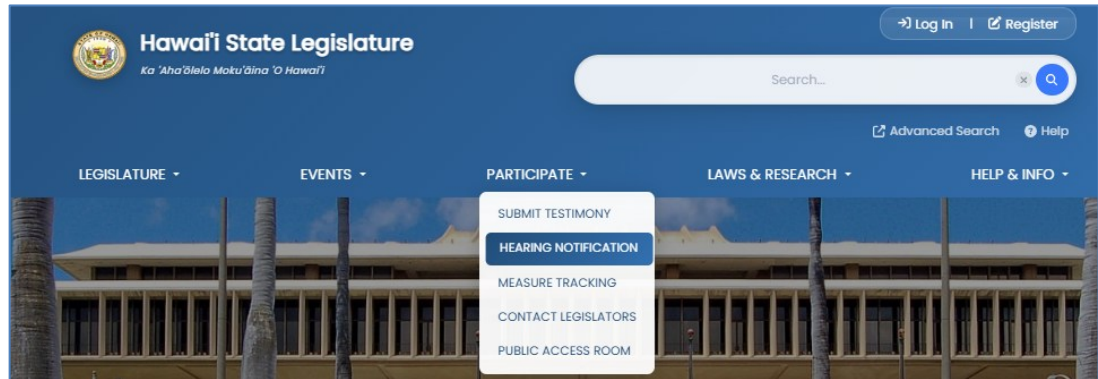 Log In | Register
Hawai'i State Legislature
Ka 'Aha'ōlelo Moku'āina 'O Hawai'i
Search...
Advanced Search Help
LEGISLATURE EVENTS PARTICIPATE LAWS & RESEARCH HELP & INFO
SUBMIT TESTIMONY
HEARING NOTIFICATION
MEASURE TRACKING
CONTACT LEGISLATORS
PUBLIC ACCESS ROOM